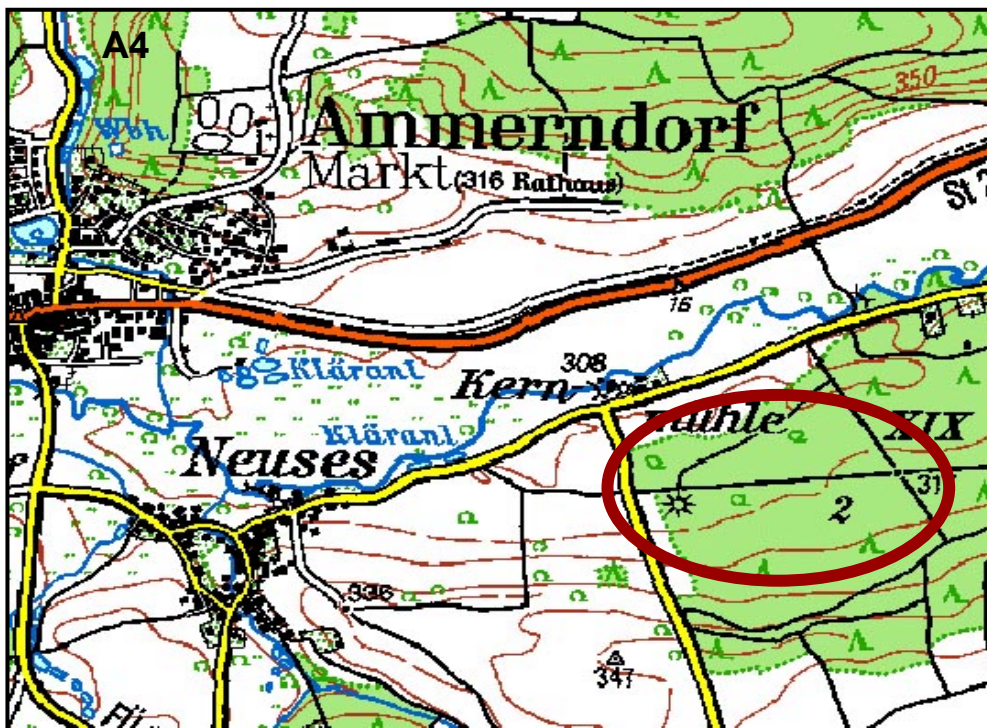 A4
350
Wbh
Ammerndorf
Markt (316 Rathaus)
St 2
16
308
Kläranl
Kern-
mühle
XIX
Kläranl
Neuses
31
2
336
347